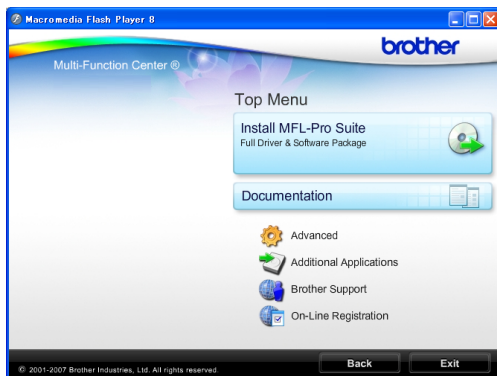 Macromedia Flash Player 8
brother
Multi-Function Center ®
Top Menu
Install MFL-Pro Suite
Full Driver & Software Package
Documentation
Advanced
Additional Applications
Brother Support
On-Line Registration
© 2001-2007 Brother Industries, Ltd. All rights reserved.
Back
Exit